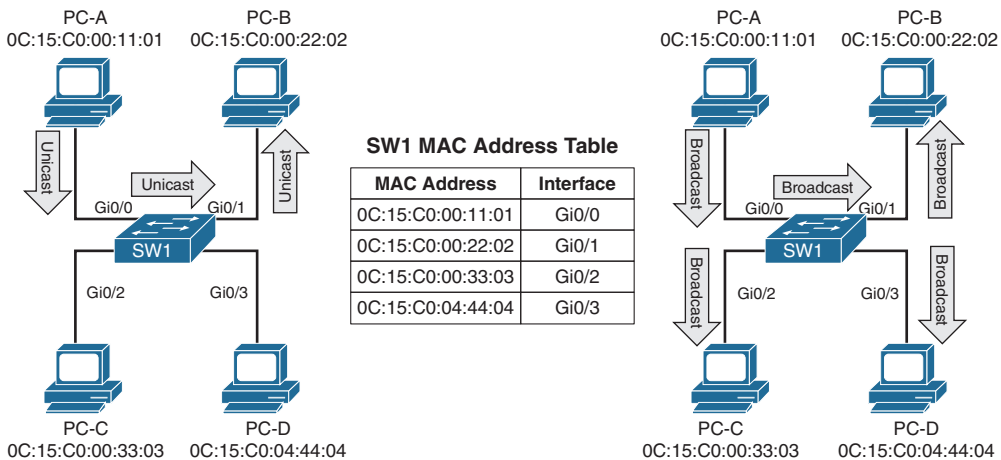 PC-A
0C:15:C0:00:11:01
PC-B
0C:15:C0:00:22:02
Unicast
Unicast
Unicast
Gi0/0
Gi0/1
SW1
Gi0/2
Gi0/3
PC-C
0C:15:C0:00:33:03
PC-D
0C:15:C0:04:44:04
SW1 MAC Address Table
MAC Address Interface
0C:15:C0:00:11:01 Gi0/0
0C:15:C0:00:22:02 Gi0/1
0C:15:C0:00:33:03 Gi0/2
0C:15:C0:04:44:04 Gi0/3
PC-A
0C:15:C0:00:11:01
PC-B
0C:15:C0:00:22:02
Broadcast
Broadcast
Broadcast
Gi0/0
Gi0/1
SW1
Broadcast
Gi0/2
Gi0/3
Broadcast
PC-C
0C:15:C0:00:33:03
PC-D
0C:15:C0:04:44:04